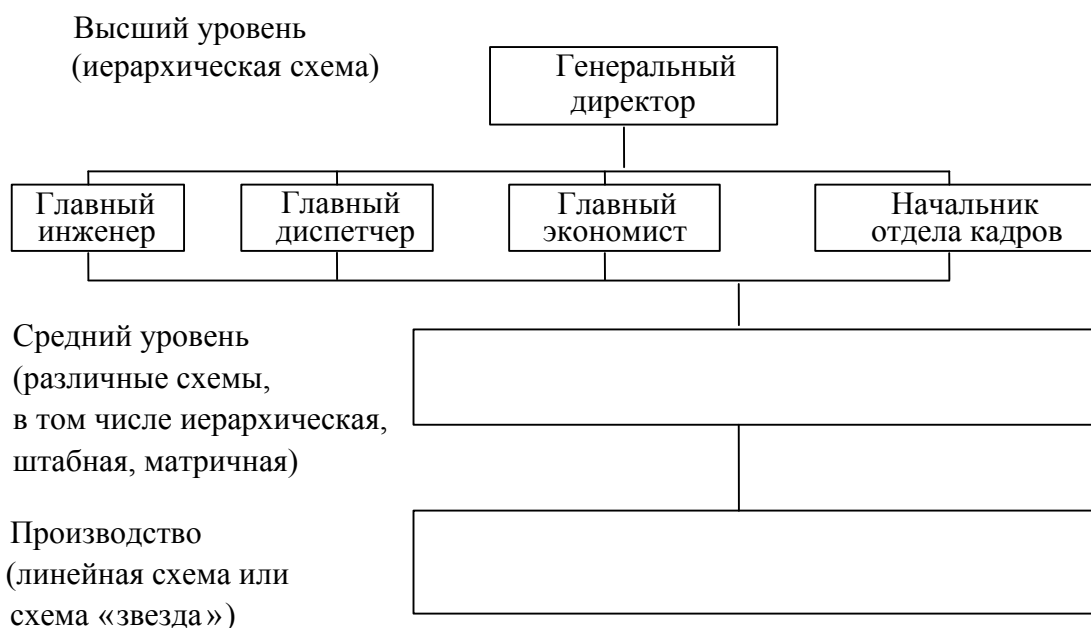 Высший уровень
(иерархическая схема)
Генеральный
директор
Главный
инженер
Главный
диспетчер
Главный
экономист
Начальник
отдела кадров
Средний уровень
(различные схемы,
в том числе иерархическая,
штабная, матричная)
Производство
(линейная схема или
схема «звезда»)